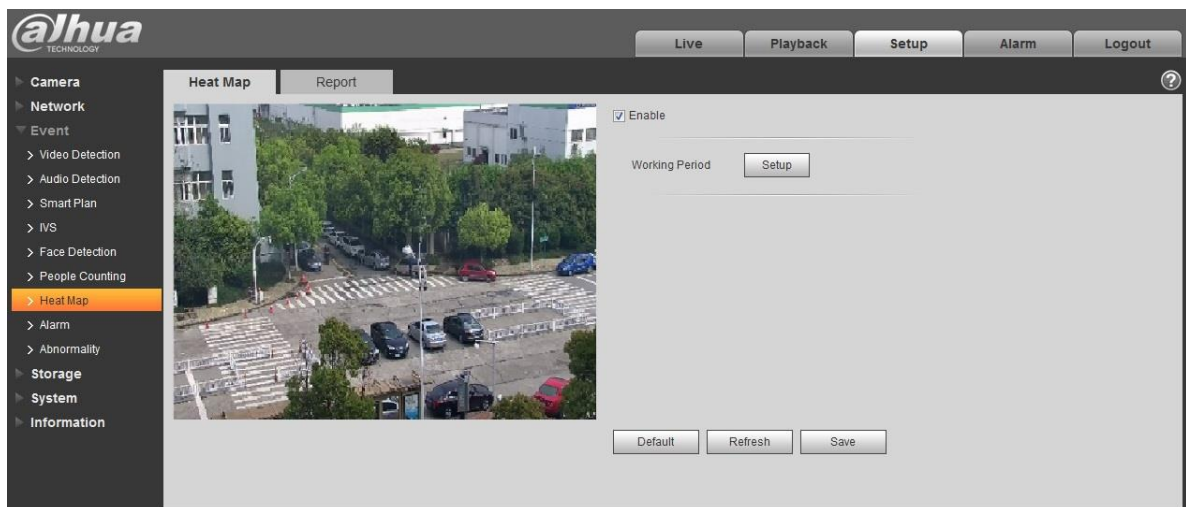 alhua
TECHNOLOGY
Live
Playback
Setup
Alarm
Logout
Camera
Network
Event
Video Detection
Audio Detection
Smart Plan
IVS
Face Detection
People Counting
Heat Map
Alarm
Abnormality
Storage
System
Information
Heat Map
Report
?
Enable
Working Period
Setup
Default
Refresh
Save